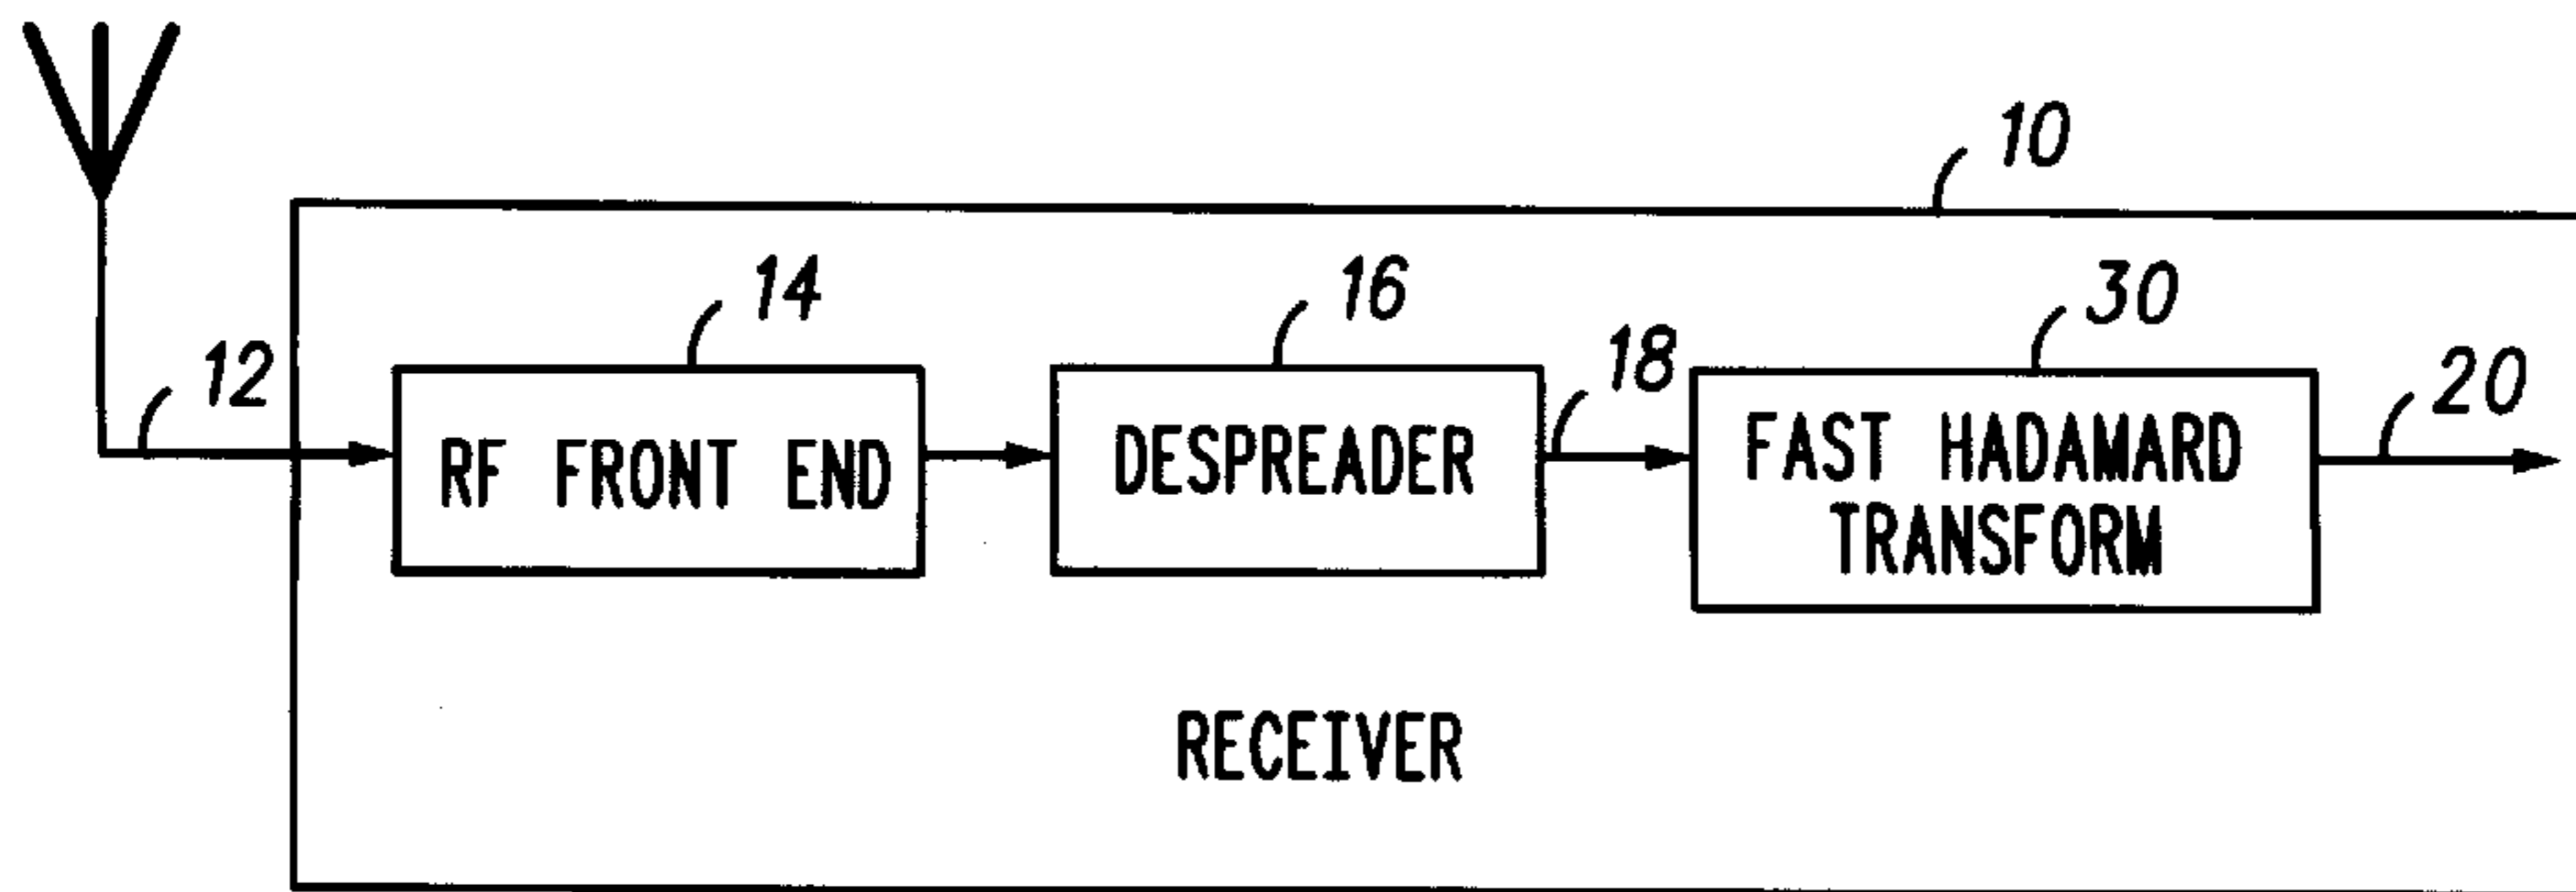 10
14
16
30
12
18
20
RF FRONT END
DESPREADER
FAST HADAMARD
TRANSFORM
RECEIVER